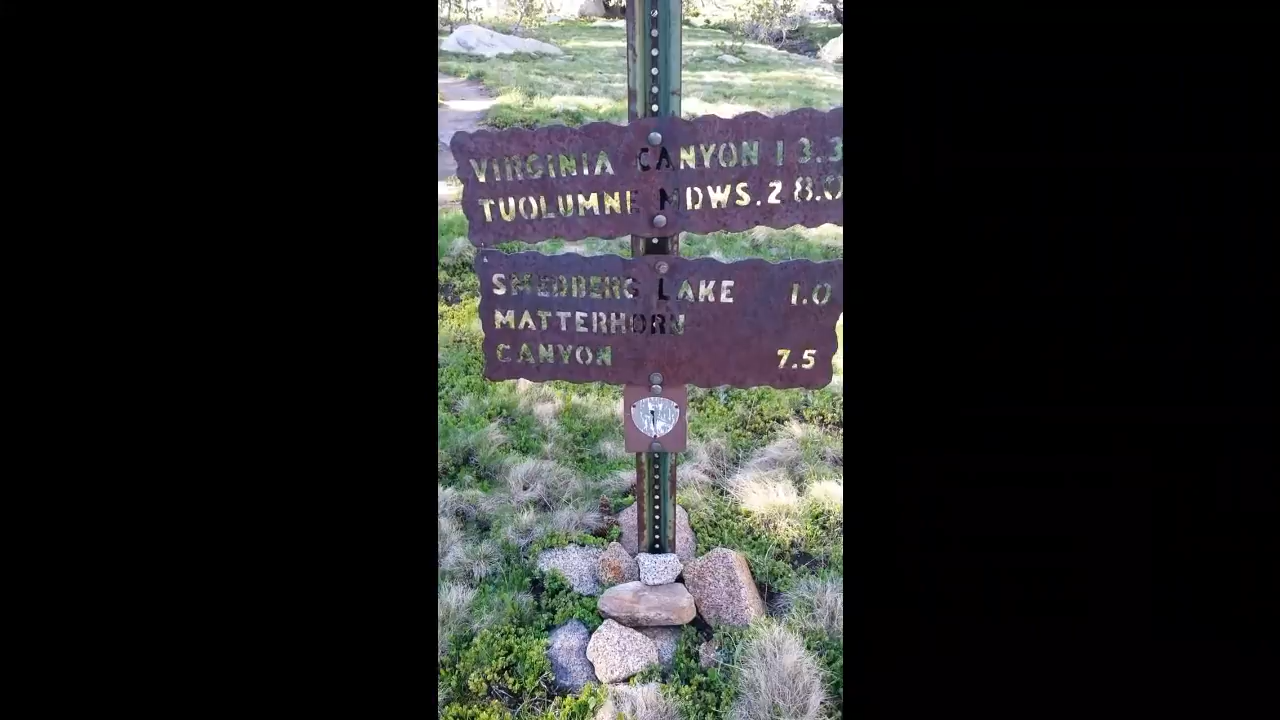 VIRGINIA CANYON 13.3
TUOLUMNE MDWS. 28.0
SMEDBERG LAKE 1.0
MATTERHORN
CANYON 7.5